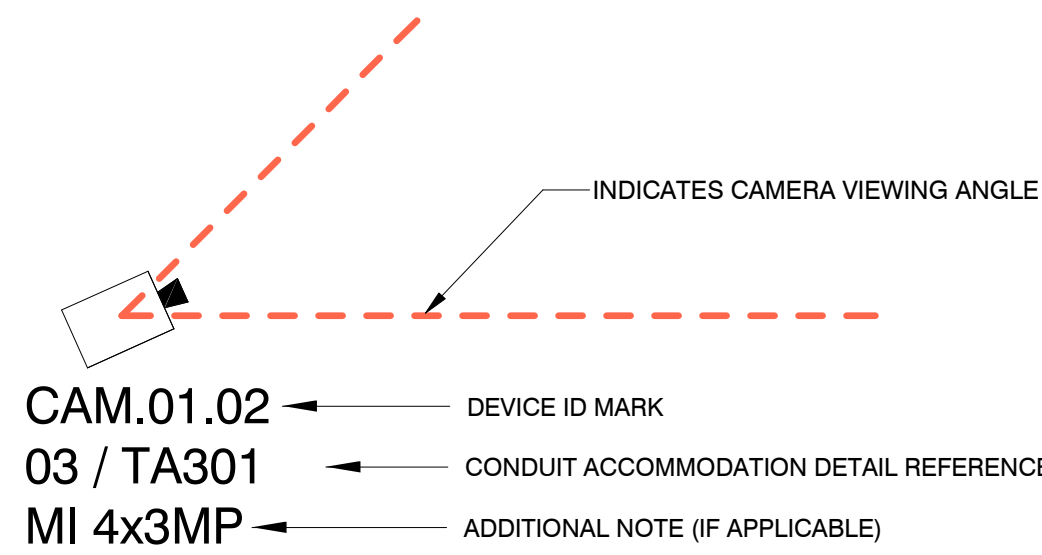 INDICATES CAMERA VIEWING ANGLE
CAM.01.02 DEVICE ID MARK
03 / TA301 CONDUIT ACCOMMODATION DETAIL REFERENCE
MI 4x3MP ADDITIONAL NOTE (IF APPLICABLE)